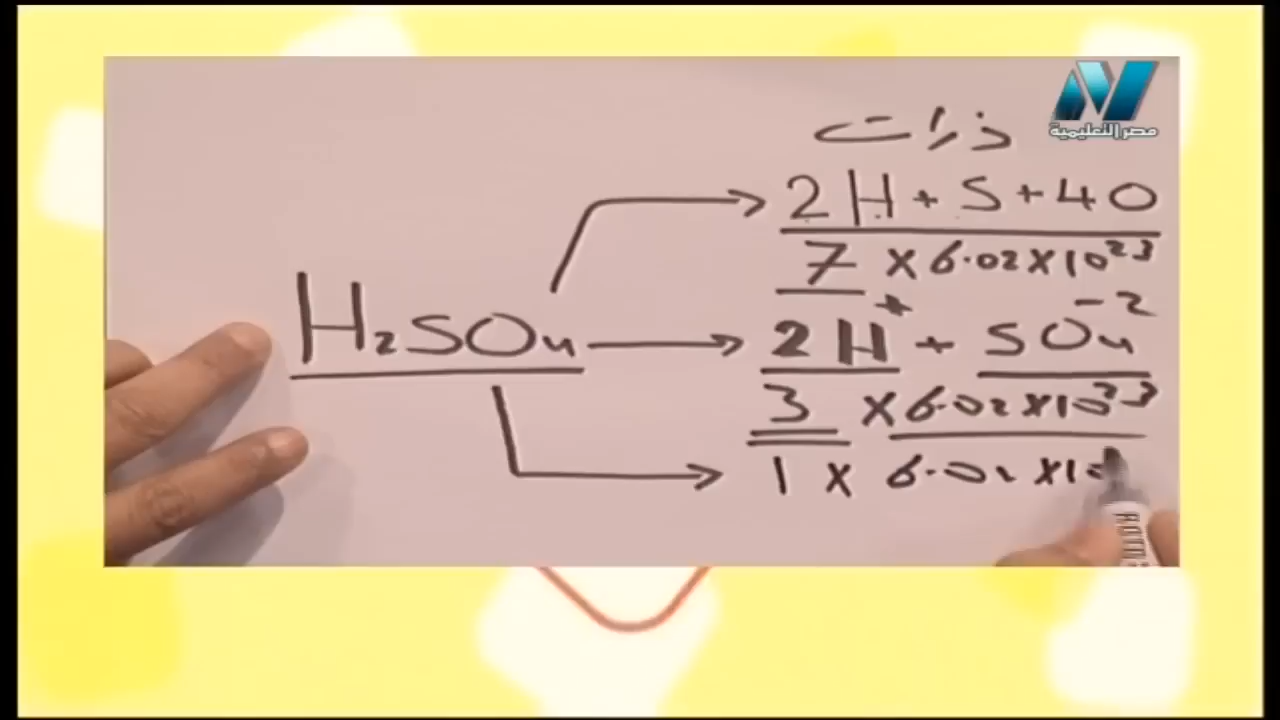 مصر التعليمية
ذرات
2H + S + 4O
7 × 6.02 × 10²³
H₂SO₄
2H⁺ + SO₄⁻²
3 × 6.02 × 10²³
1 × 6.02 × 10